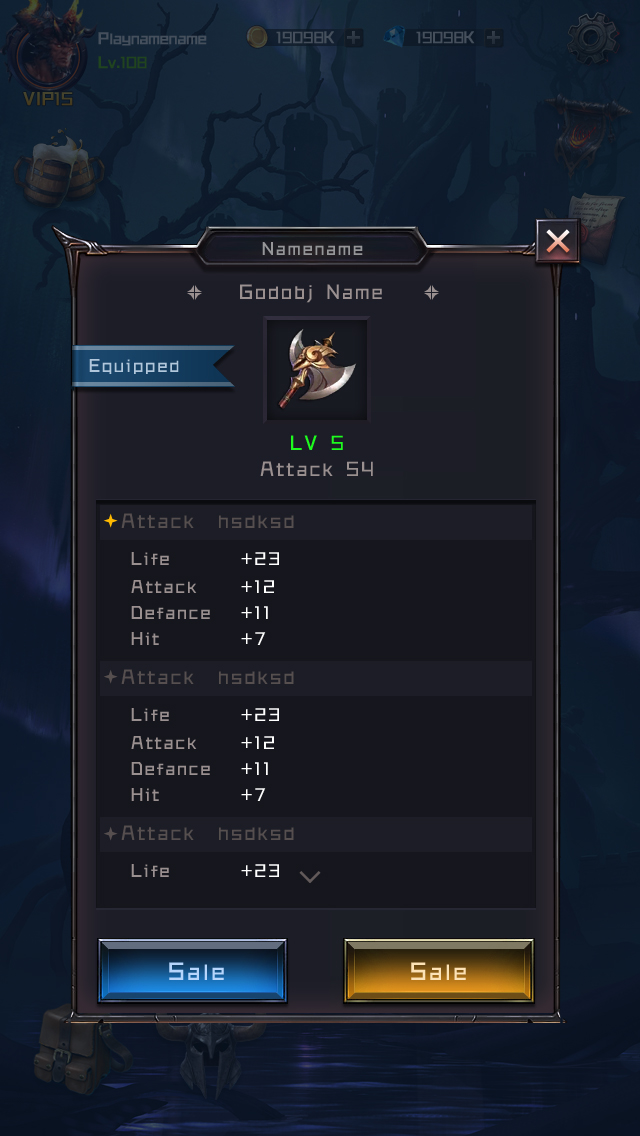 Playnamename
19098K
19098K
Lv.108
VIP15
Namename
Godobj Name
Equipped
LV 5
Attack 54
Attack hsdksd
Life +23
Attack +12
Defance +11
Hit +7
Attack hsdksd
Life +23
Attack +12
Defance +11
Hit +7
Attack hsdksd
Life +23
Sale
Sale